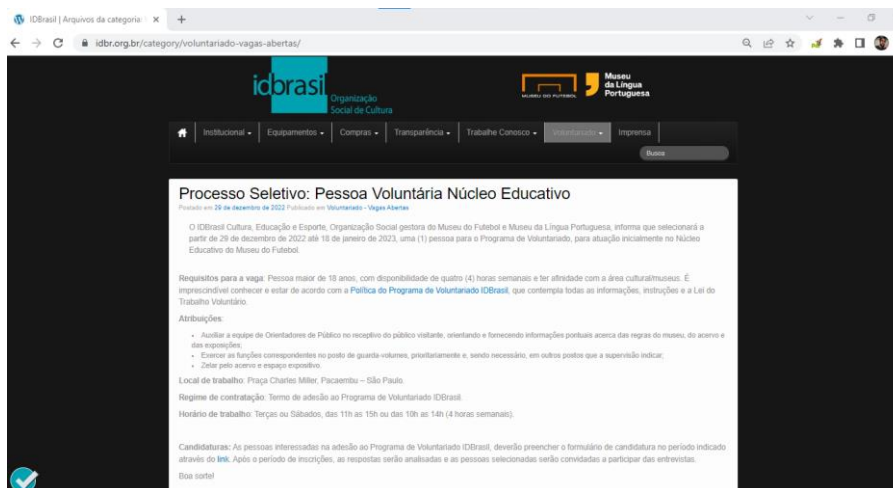 IDBrasil | Arquivos da categoria:
idbr.org.br/category/voluntariado-vagas-abertas/
idbrasil
Organização
Social de Cultura
MUSEU DO FUTEBOL
Museu
da Língua
Portuguesa
Institucional
Equipamentos
Compras
Transparência
Trabalhe Conosco
Voluntariado
Imprensa
Busca
Processo Seletivo: Pessoa Voluntária Núcleo Educativo
Postado em 29 de dezembro de 2022 Publicado em Voluntariado - Vagas Abertas
O IDBrasil Cultura, Educação e Esporte, Organização Social gestora do Museu do Futebol e Museu da Língua Portuguesa, informa que selecionará a
partir de 29 de dezembro de 2022 até 18 de janeiro de 2023, uma (1) pessoa para o Programa de Voluntariado, para atuação inicialmente no Núcleo
Educativo do Museu do Futebol.
Requisitos para a vaga: Pessoa maior de 18 anos, com disponibilidade de quatro (4) horas semanais e ter afinidade com a área cultural/museus. É
imprescindível conhecer e estar de acordo com a Política do Programa de Voluntariado IDBrasil, que contempla todas as informações, instruções e a Lei do
Trabalho Voluntário.
Atribuições:
Auxiliar a equipe de Orientadores de Público no receptivo do público visitante, orientando e fornecendo informações pontuais acerca das regras do museu, do acervo e
das exposições;
Exercer as funções correspondentes no posto de guarda-volumes, prioritariamente e, sendo necessário, em outros postos que a supervisão indicar;
Zelar pelo acervo e espaço expositivo.
Local de trabalho: Praça Charles Miller, Pacaembu – São Paulo.
Regime de contratação: Termo de adesão ao Programa de Voluntariado IDBrasil.
Horário de trabalho: Terças ou Sábados, das 11h as 15h ou das 10h as 14h (4 horas semanais).
Candidaturas: As pessoas interessadas na adesão ao Programa de Voluntariado IDBrasil, deverão preencher o formulário de candidatura no período indicado
através do link. Após o período de inscrições, as respostas serão analisadas e as pessoas selecionadas serão convidadas a participar das entrevistas.
Boa sorte!